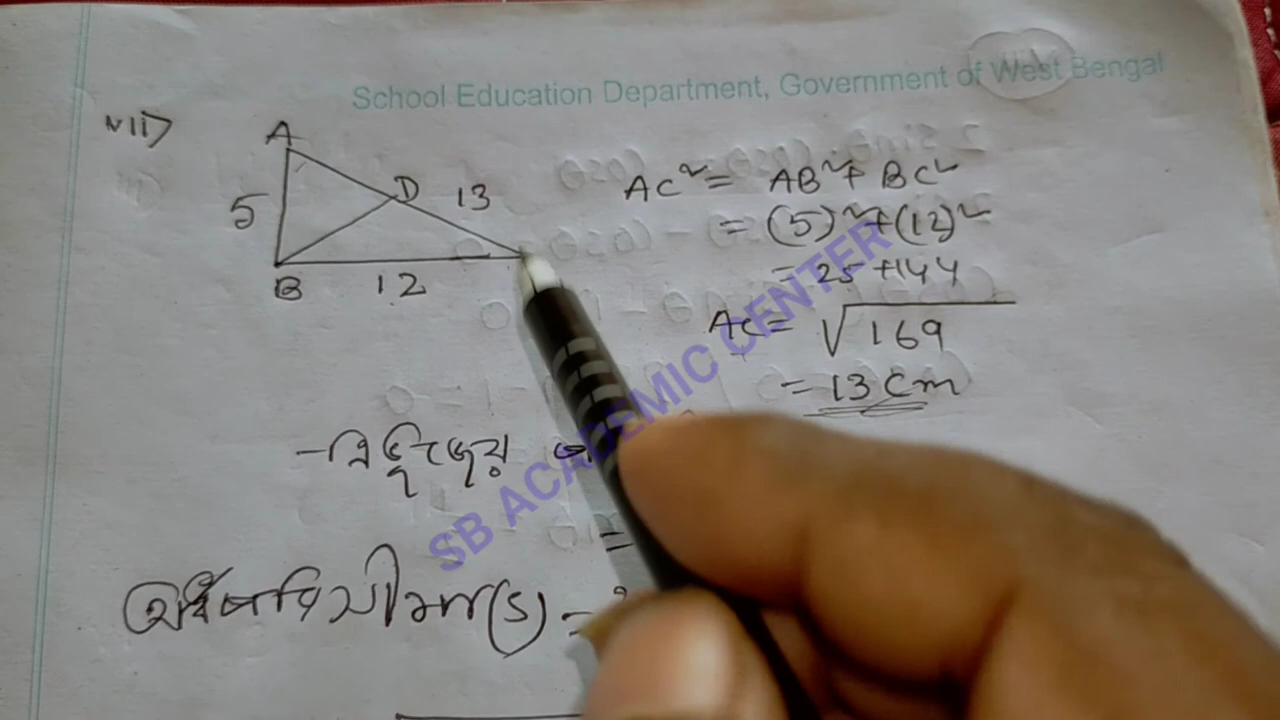 School Education Department, Government of West Bengal
vii>
A
5
D
13
B
12
AC² = AB² + BC²
= (5)² + (12)²
= 25 + 144
AC = √169
= 13 cm
ত্রিভুজের
=
অর্ধপরিসীমা (S) =
SB ACADEMIC CENTER